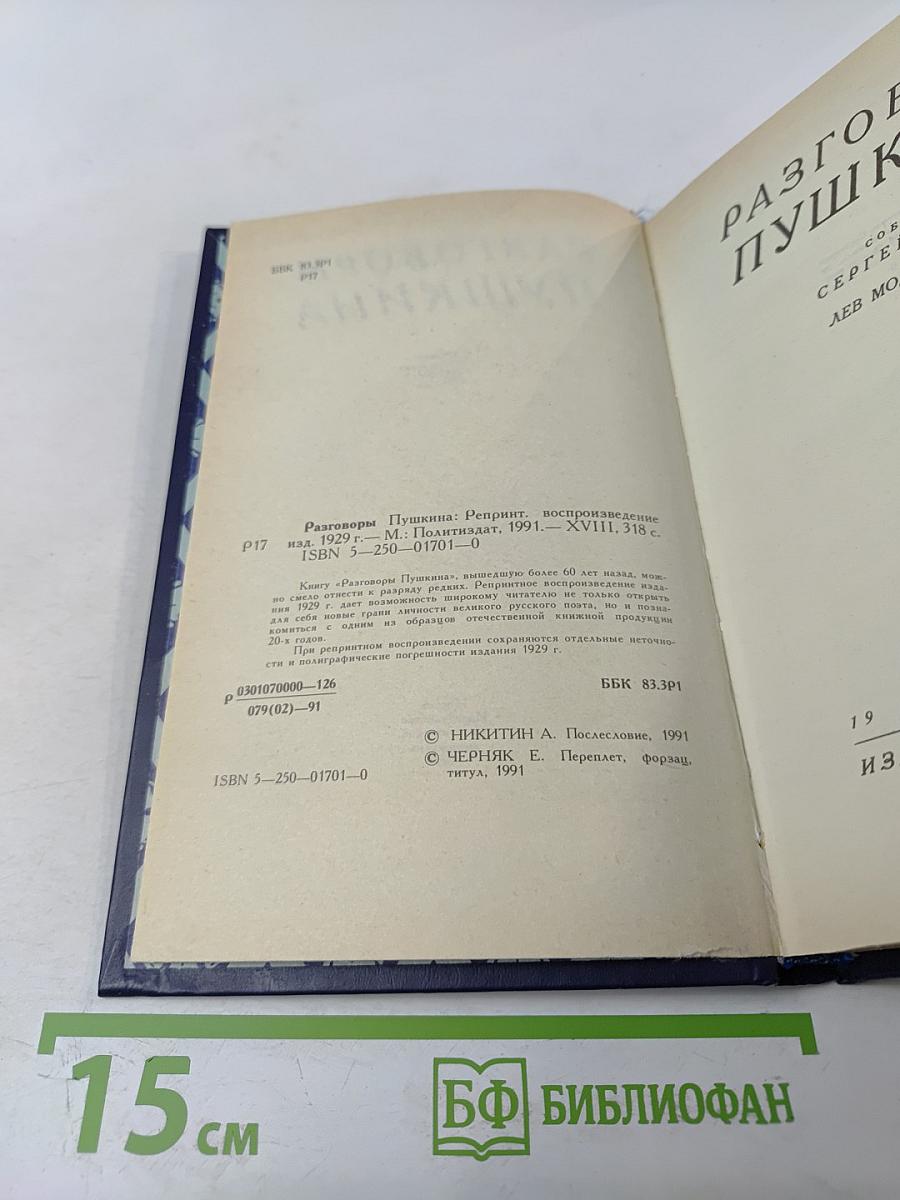 ББК 83.3Р1
Р17
Разговоры Пушкина: Репринт. воспроизведение
Р17 изд. 1929 г.— М.: Политиздат, 1991.— XVIII, 318 с.
ISBN 5—250—01701—0
Книгу «Разговоры Пушкина», вышедшую более 60 лет назад, мож-
но смело отнести к разряду редких. Репринтное воспроизведение изда-
ния 1929 г. дает возможность широкому читателю не только открыть
для себя новые грани личности великого русского поэта, но и позна-
комиться с одним из образцов отечественной книжной продукции
20-х годов.
При репринтном воспроизведении сохраняются отдельные неточно-
сти и полиграфические погрешности издания 1929 г.
Р 0301070000—126
079(02)—91
ББК 83.3Р1
© НИКИТИН А. Послесловие, 1991
© ЧЕРНЯК Е. Переплет, форзац,
титул, 1991
ISBN 5—250—01701—0
РАЗГОВ
ПУШК
СОБ
СЕРГЕЙ
ЛЕВ МО
19
ИЗ
15 см
БФ БИБЛИОФАН